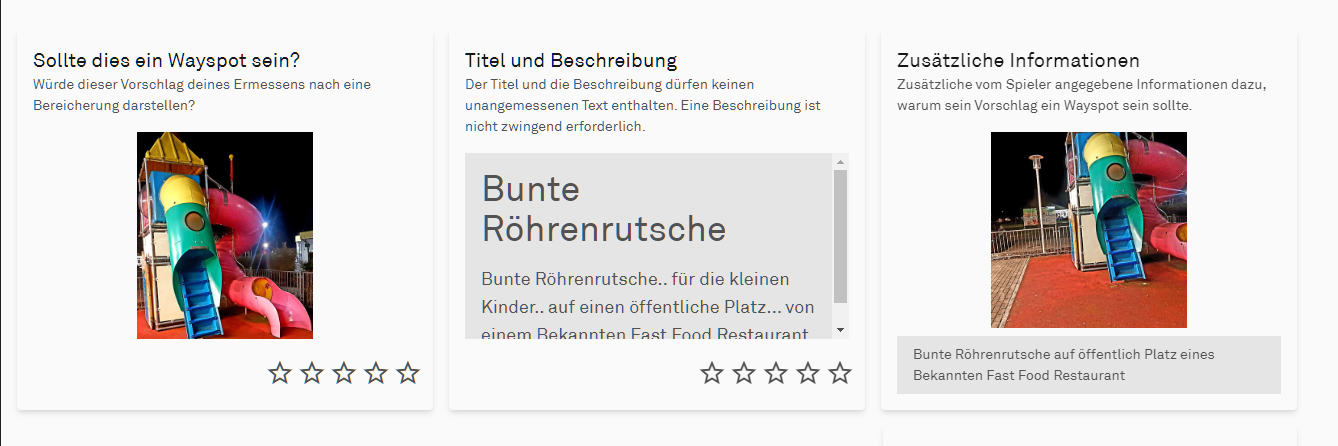 Sollte dies ein Wayspot sein?
Würde dieser Vorschlag deines Ermessens nach eine
Bereicherung darstellen?
Titel und Beschreibung
Der Titel und die Beschreibung dürfen keinen
unangemessenen Text enthalten. Eine Beschreibung ist
nicht zwingend erforderlich.
Bunte
Röhrenrutsche
Bunte Röhrenrutsche.. für die kleinen
Kinder.. auf einen öffentliche Platz... von
einem Bekannten Fast Food Restaurant
Zusätzliche Informationen
Zusätzliche vom Spieler angegebene Informationen dazu,
warum sein Vorschlag ein Wayspot sein sollte.
Bunte Röhrenrutsche auf öffentlich Platz eines
Bekannten Fast Food Restaurant